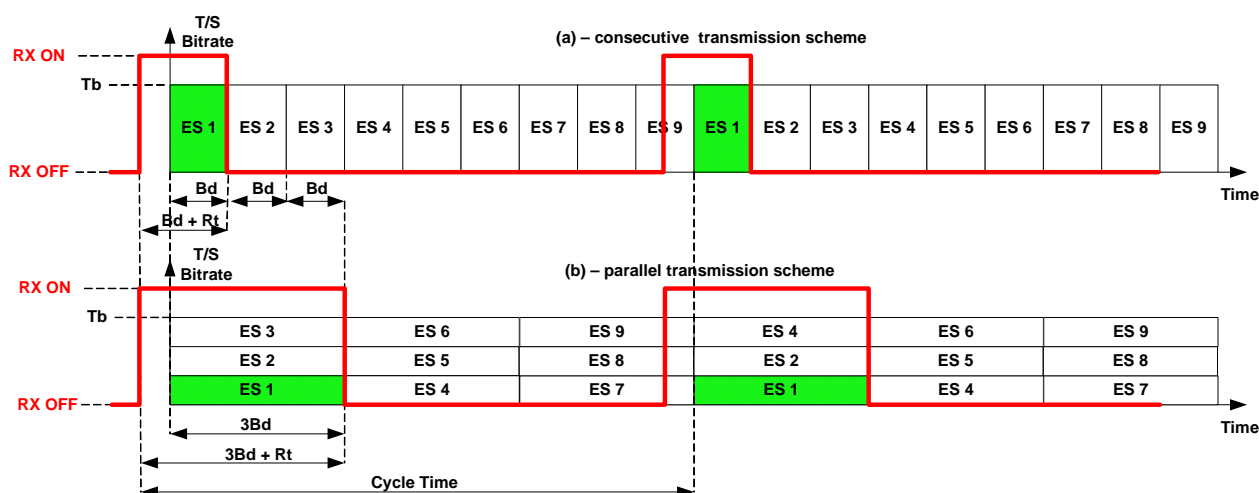 T/S
Bitrate
(a) – consecutive transmission scheme
RX ON
Tb
ES 1 ES 2 ES 3 ES 4 ES 5 ES 6 ES 7 ES 8 ES 9 ES 1 ES 2 ES 3 ES 4 ES 5 ES 6 ES 7 ES 8 ES 9
RX OFF
Bd Bd Bd
Time
Bd + Rt
T/S
Bitrate
(b) – parallel transmission scheme
RX ON
Tb
ES 3 ES 6 ES 9 ES 4 ES 6 ES 9
ES 2 ES 5 ES 8 ES 2 ES 5 ES 8
ES 1 ES 4 ES 7 ES 1 ES 4 ES 7
RX OFF
3Bd
Time
3Bd + Rt
Cycle Time